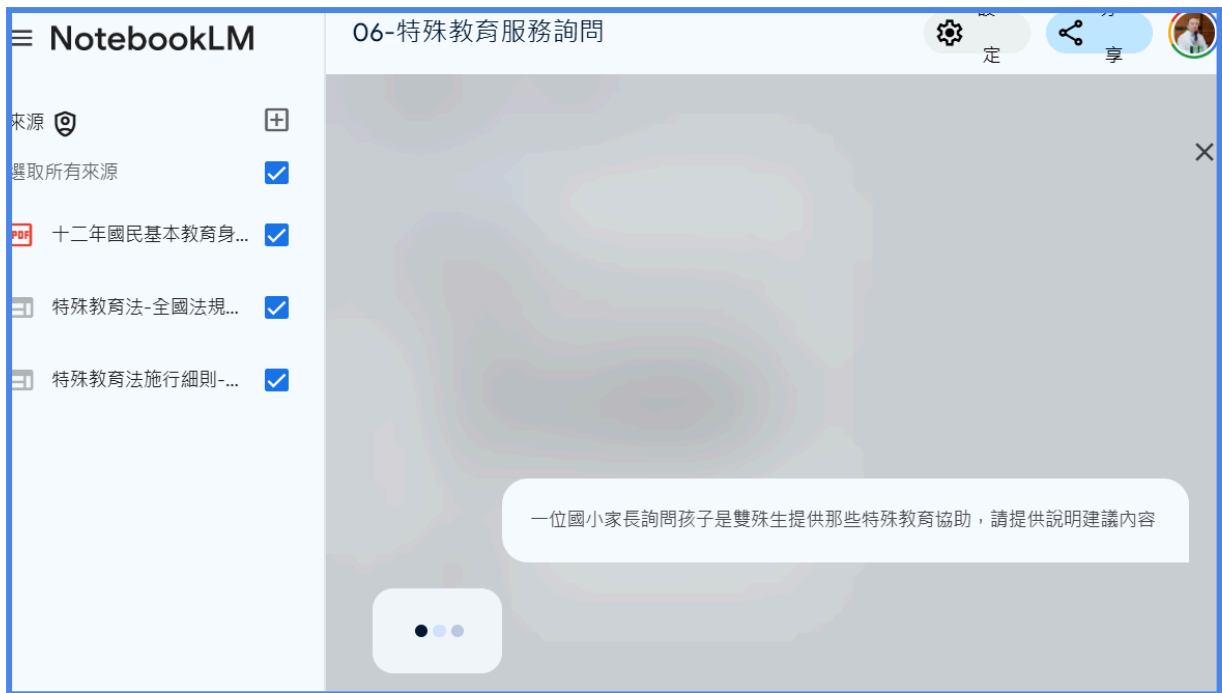 NotebookLM
06-特殊教育服務詢問
定
享
來源
選取所有來源
PDF 十二年國民基本教育身...
特殊教育法-全國法規...
特殊教育法施行細則-...
一位國小家長詢問孩子是雙殊生提供那些特殊教育協助，請提供說明建議內容